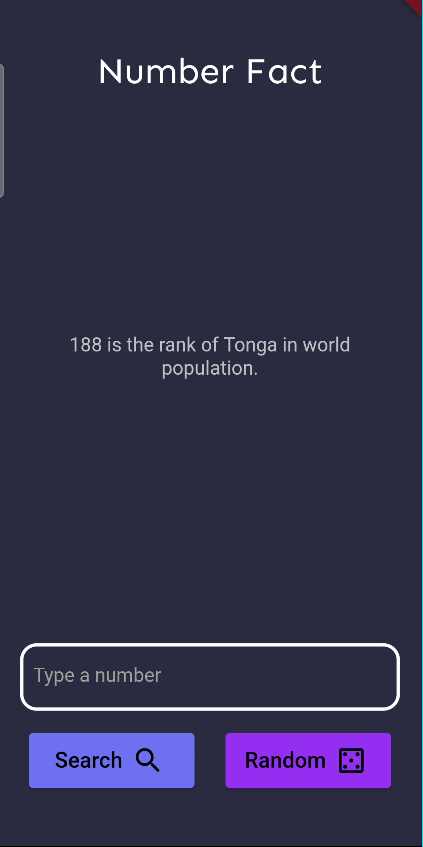 Number Fact
188 is the rank of Tonga in world
population.
Type a number
Search
Random